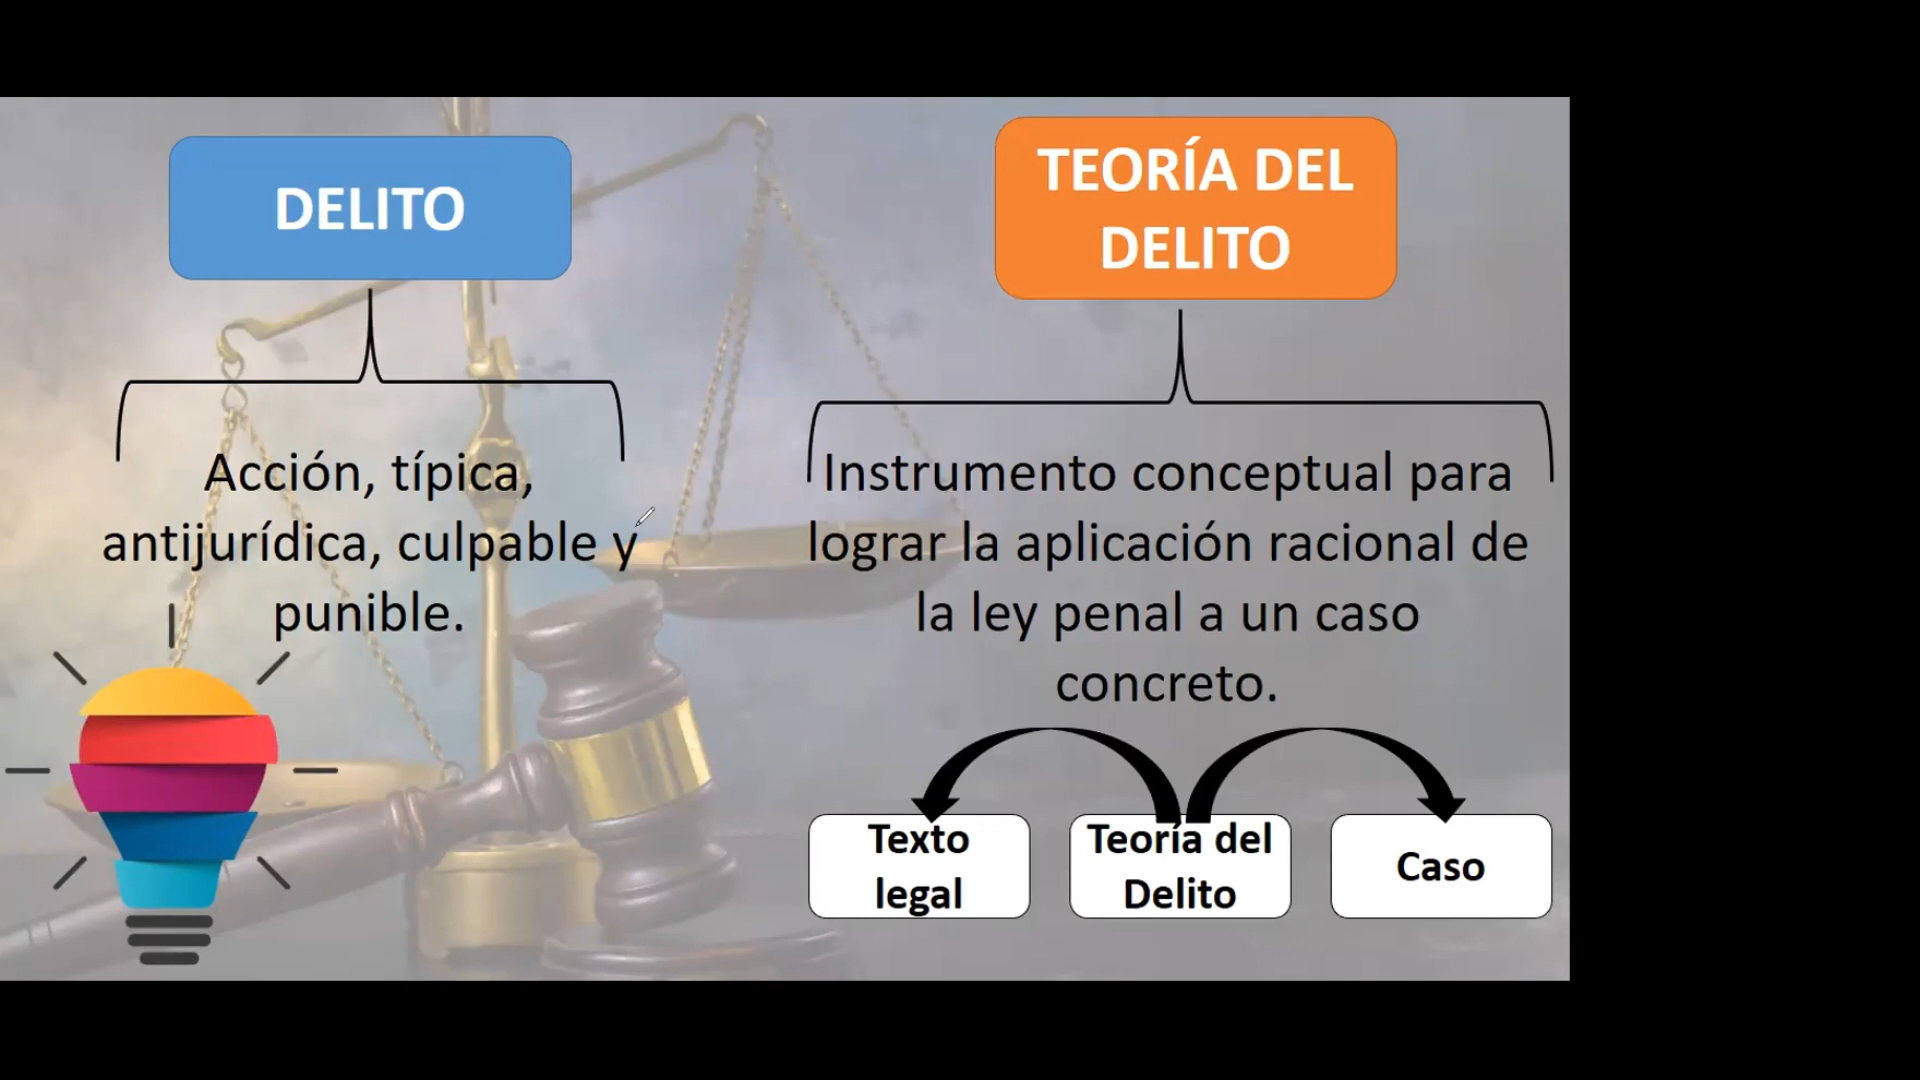 DELITO
Acción, típica,
antijurídica, culpable y
punible.
TEORÍA DEL
DELITO
Instrumento conceptual para
lograr la aplicación racional de
la ley penal a un caso
concreto.
Texto
legal
Teoría del
Delito
Caso